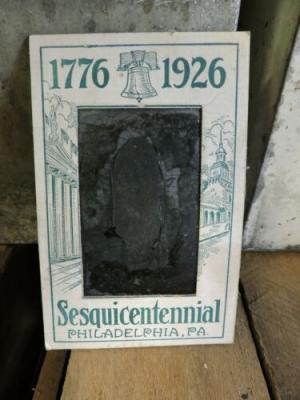 1776 1926
Sesquicentennial
PHILADELPHIA, PA.